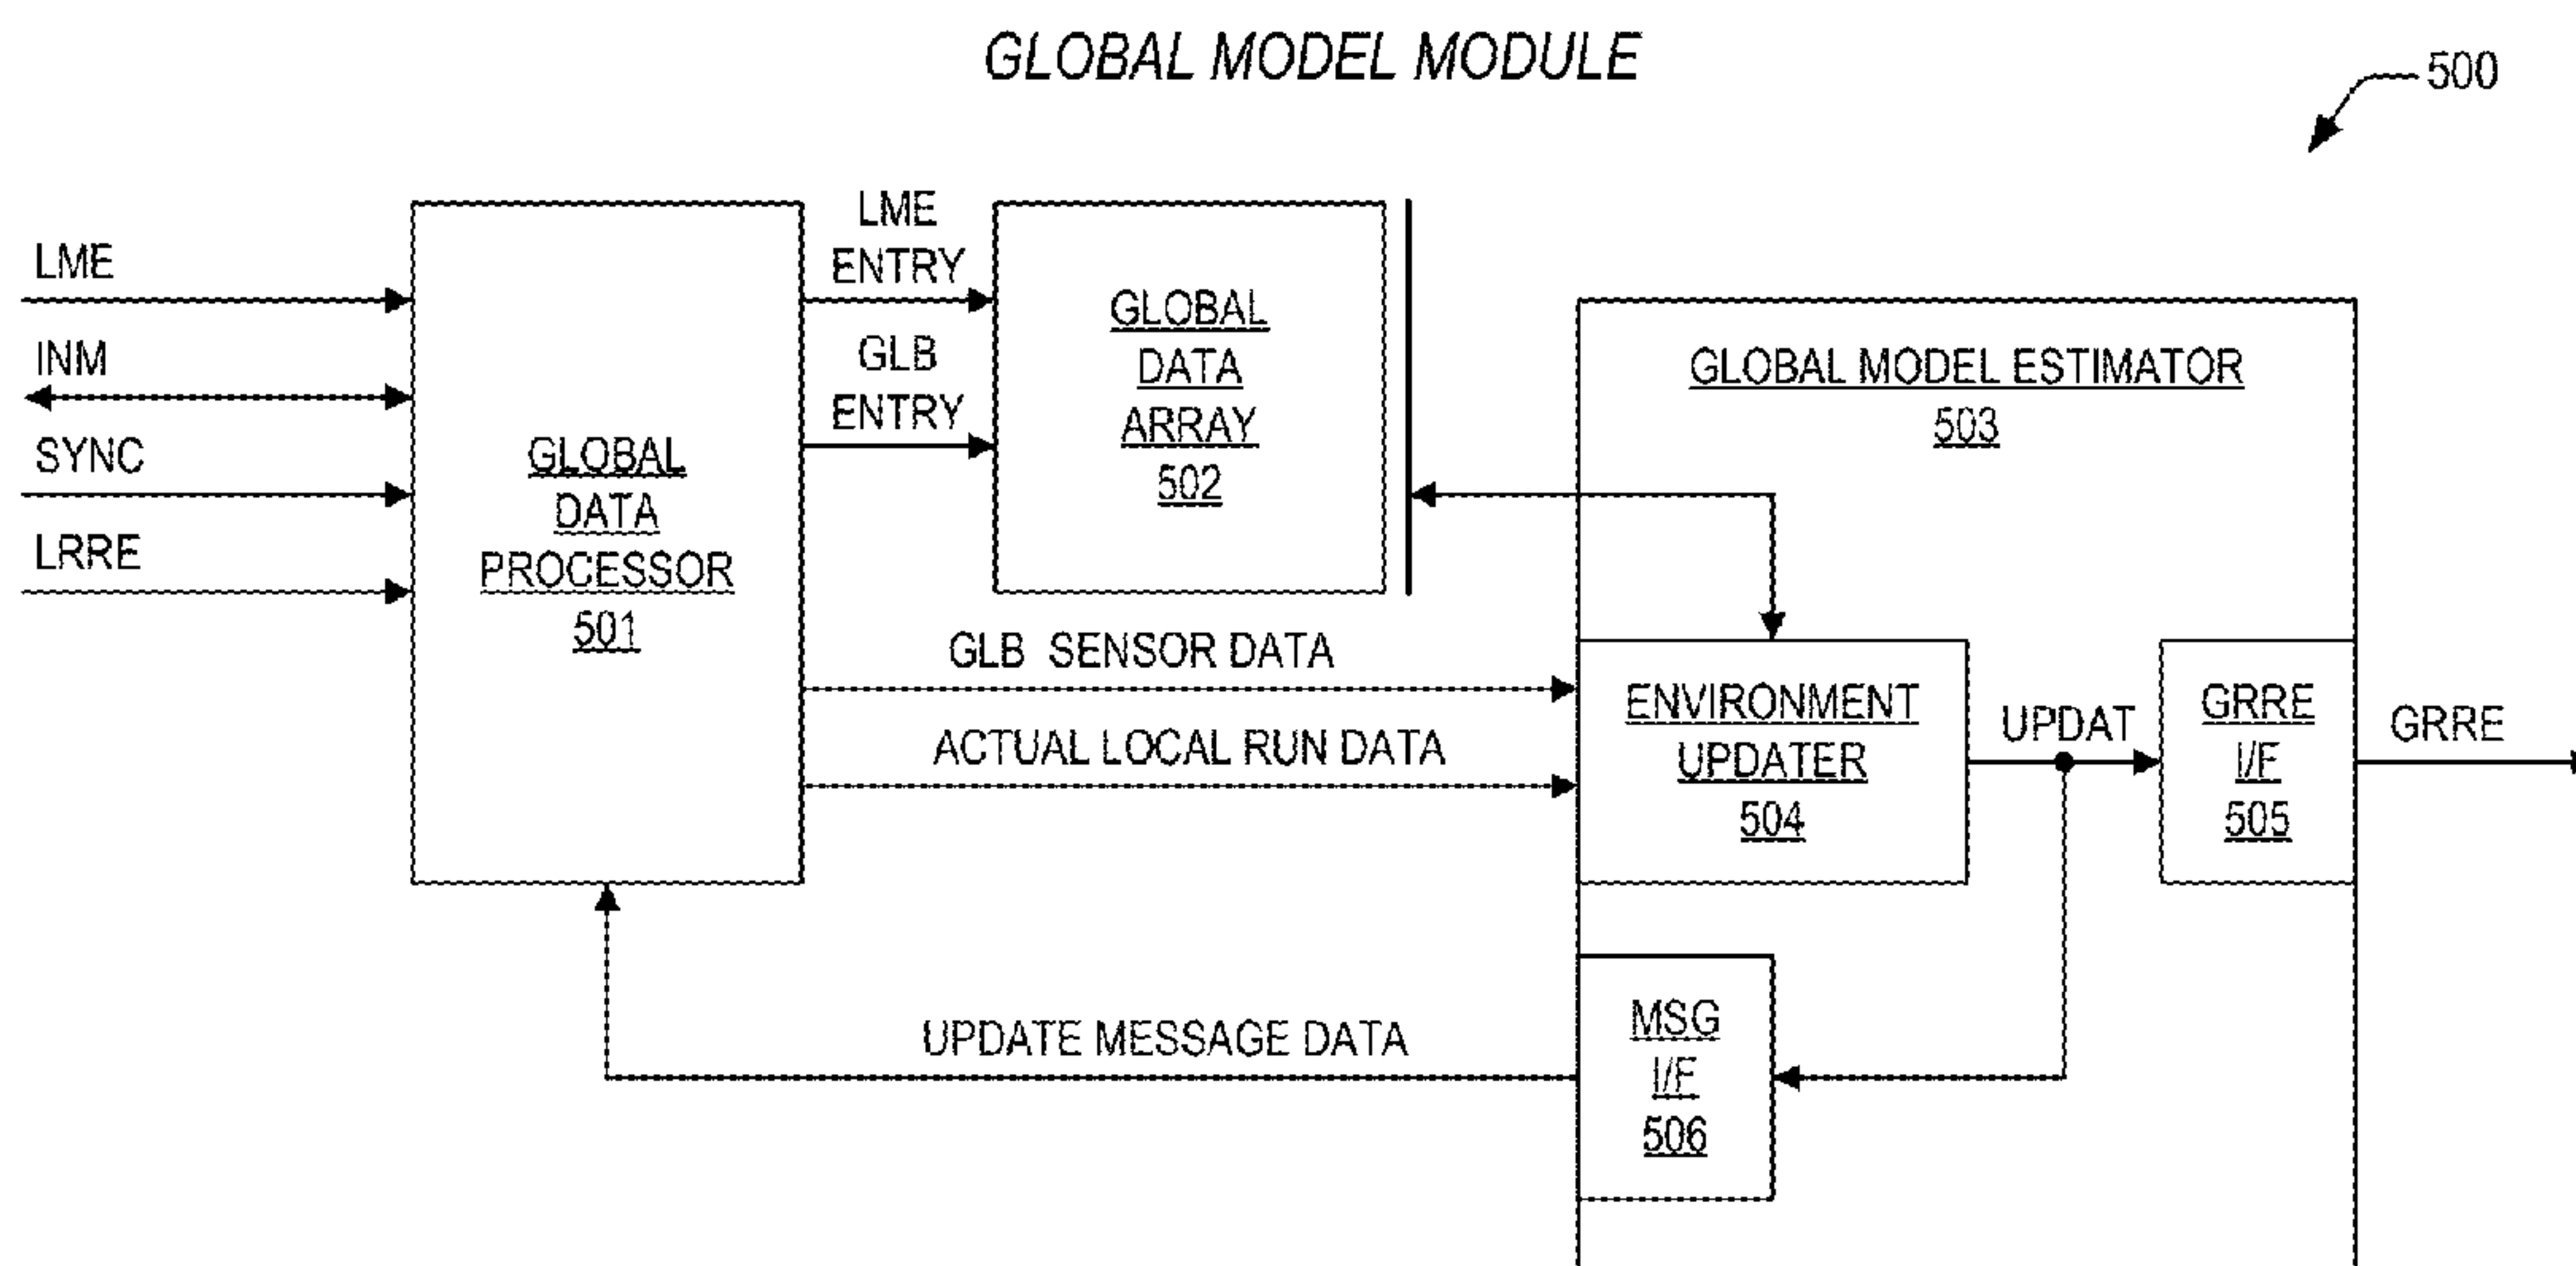 GLOBAL MODEL MODULE
500
LME
INM
SYNC
LRRE
GLOBAL
DATA
PROCESSOR
501
LME
ENTRY
GLB
ENTRY
GLOBAL
DATA
ARRAY
502
GLOBAL MODEL ESTIMATOR
503
GLB SENSOR DATA
ACTUAL LOCAL RUN DATA
ENVIRONMENT
UPDATER
504
UPDAT
GRRE
I/F
505
GRRE
UPDATE MESSAGE DATA
MSG
I/F
506